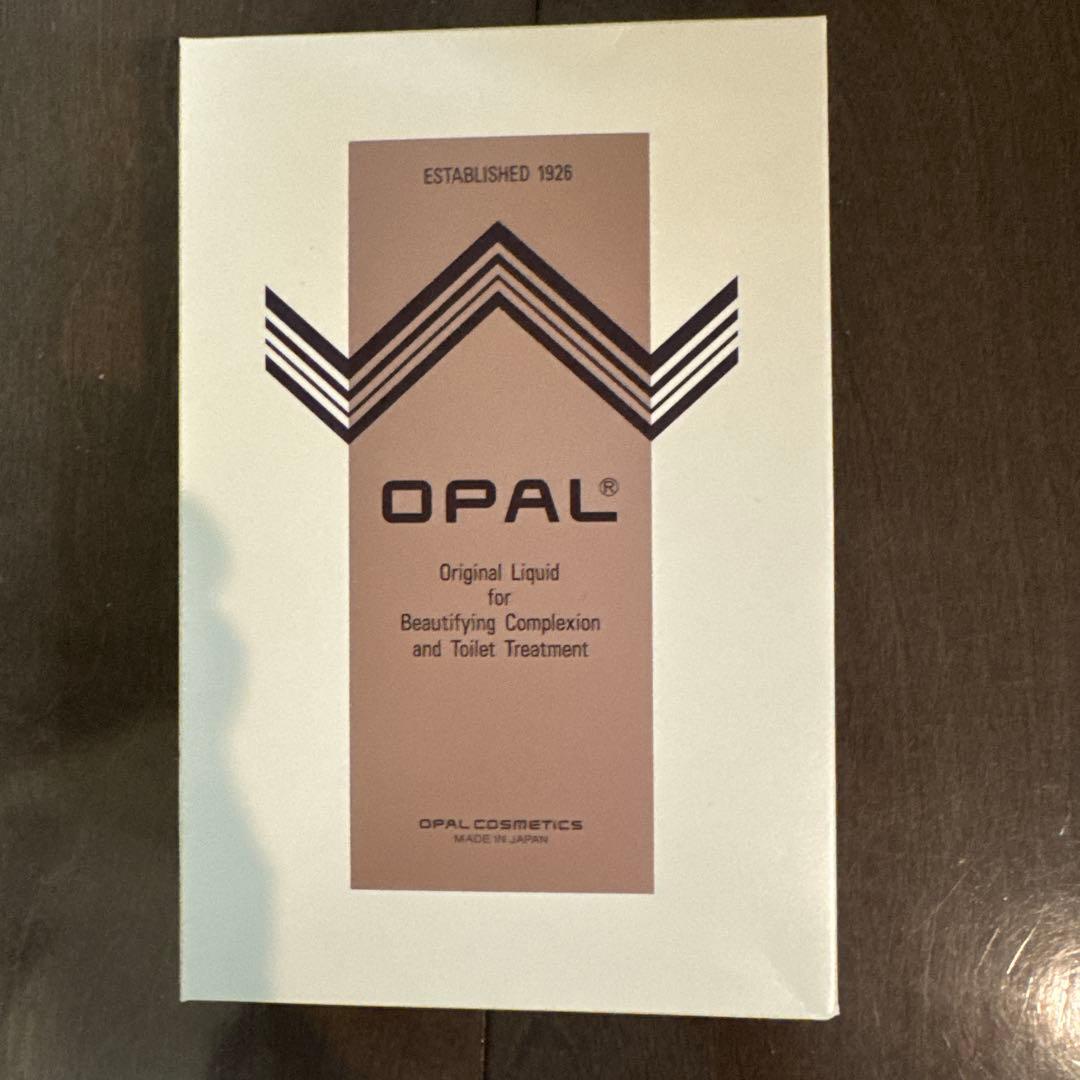 ESTABLISHED 1926
OPAL®
Original Liquid
for
Beautifying Complexion
and Toilet Treatment
OPAL COSMETICS
MADE IN JAPAN